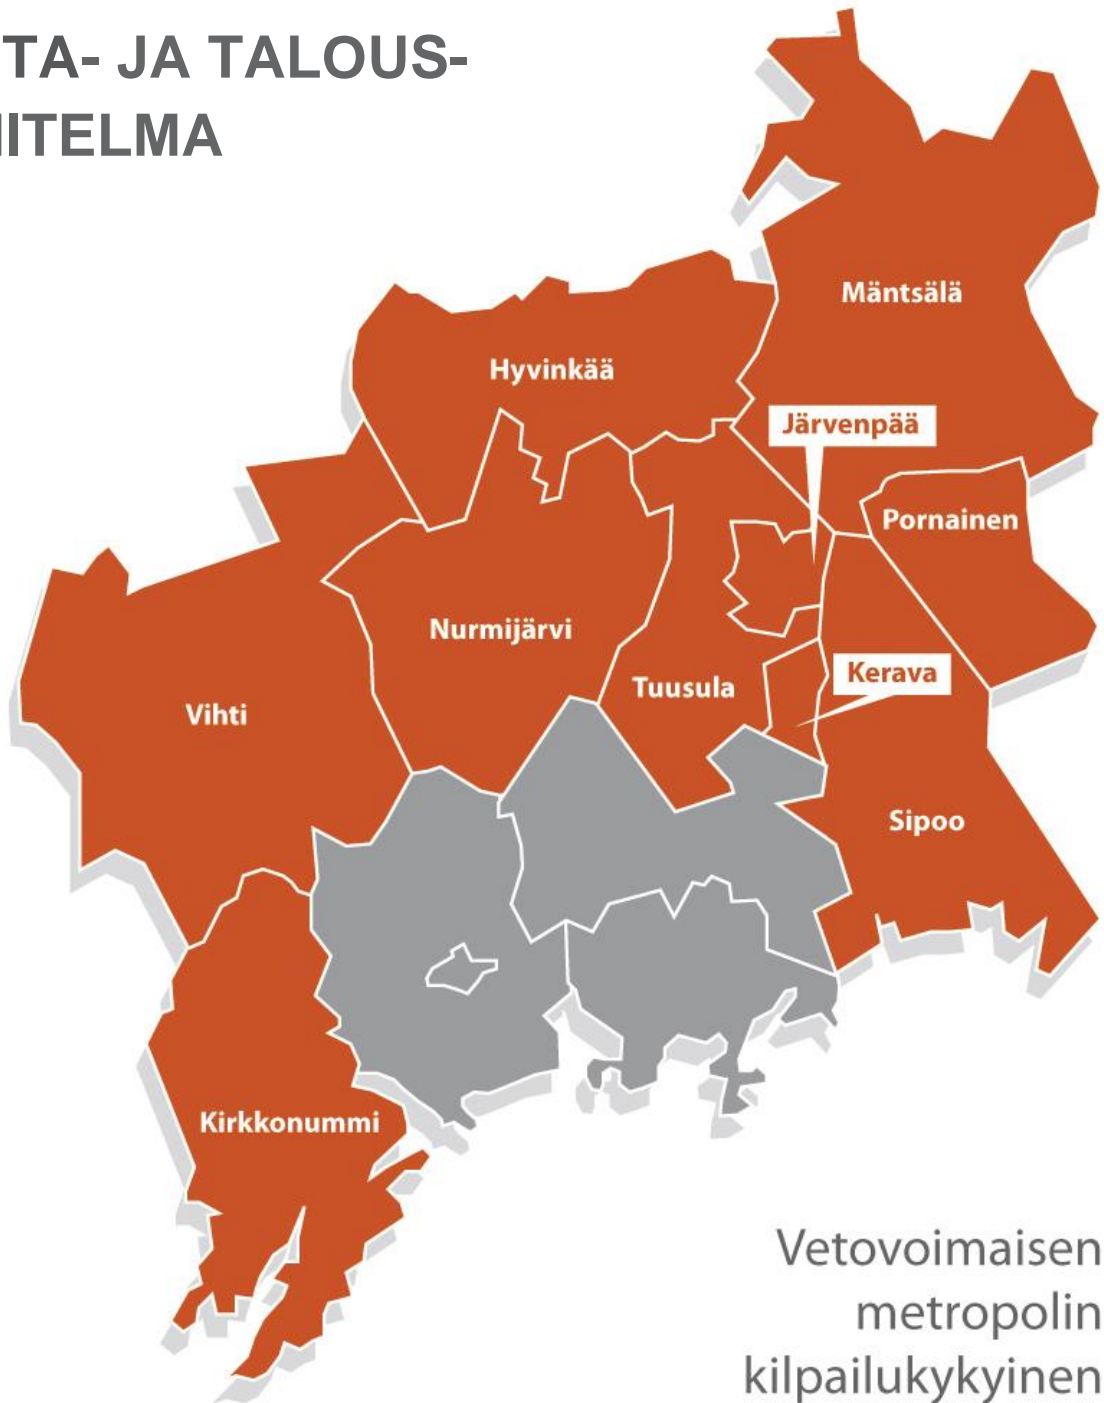 TA- JA TALOUS-
ITELMA
Mäntsälä
Hyvinkää
Järvenpää
Pornainen
Nurmijärvi
Kerava
Tuusula
Vihti
Sipoo
Kirkkonummi
Vetovoimaisen
metropolin
kilpailukykyinen